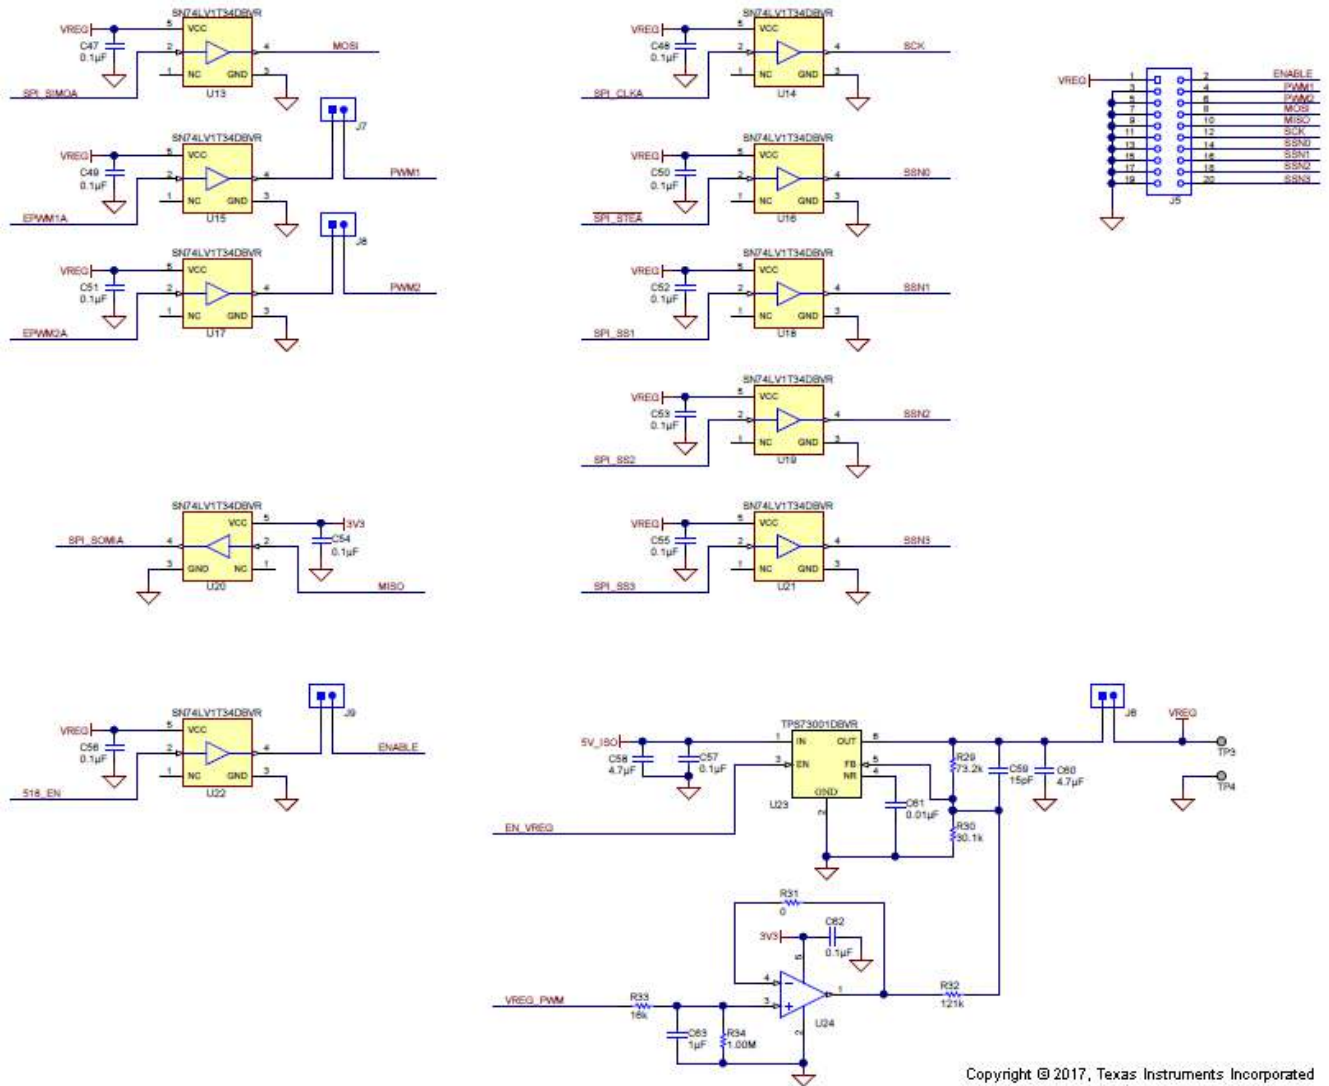 SN74LV1T34DBVR
VREG
C47
0.1µF
5
VCC
2
4
MOSI
1
NC
GND
3
SPI_SIMOA
U13
SN74LV1T34DBVR
VREG
C48
0.1µF
5
VCC
2
4
SCK
1
NC
GND
3
SPI_CLKA
U14
VREG
1
2
ENABLE
3
4
PWM1
5
6
PWM2
7
8
MOSI
9
10
MISO
11
12
SCK
13
14
SSN0
15
16
SSN1
17
18
SSN2
19
20
SSN3
J5
J7
SN74LV1T34DBVR
VREG
C49
0.1µF
5
VCC
2
4
PWM1
1
NC
GND
3
EPWM1A
U15
SN74LV1T34DBVR
VREG
C50
0.1µF
5
VCC
2
4
SSN0
1
NC
GND
3
SPI_STEA
U16
J8
SN74LV1T34DBVR
VREG
C51
0.1µF
5
VCC
2
4
PWM2
1
NC
GND
3
EPWM2A
U17
SN74LV1T34DBVR
VREG
C52
0.1µF
5
VCC
2
4
SSN1
1
NC
GND
3
SPI_SS1
U18
SN74LV1T34DBVR
VREG
C53
0.1µF
5
VCC
2
4
SSN2
1
NC
GND
3
SPI_SS2
U19
SN74LV1T34DBVR
VCC
5
3V3
C54
0.1µF
SPI_SOMIA
4
2
3
GND
NC
1
U20
MISO
SN74LV1T34DBVR
VREG
C55
0.1µF
5
VCC
2
4
SSN3
1
NC
GND
3
SPI_SS3
U21
J9
SN74LV1T34DBVR
VREG
C56
0.1µF
5
VCC
2
4
ENABLE
1
NC
GND
3
518_EN
U22
TPS73001DBVR
5V_ISO
C58
4.7µF
C57
0.1µF
1
IN
OUT
6
3
EN
FB
5
NR
4
GND
2
U23
EN_VREG
C61
0.01µF
R29
73.2k
R30
30.1k
C59
15pF
C60
4.7µF
J6
VREG
TP3
TP4
R31
0
3V3
C62
0.1µF
5
4
3
1
2
U24
VREG_PWM
R33
16k
C63
1µF
R34
1.00M
R32
121k
Copyright © 2017, Texas Instruments Incorporated